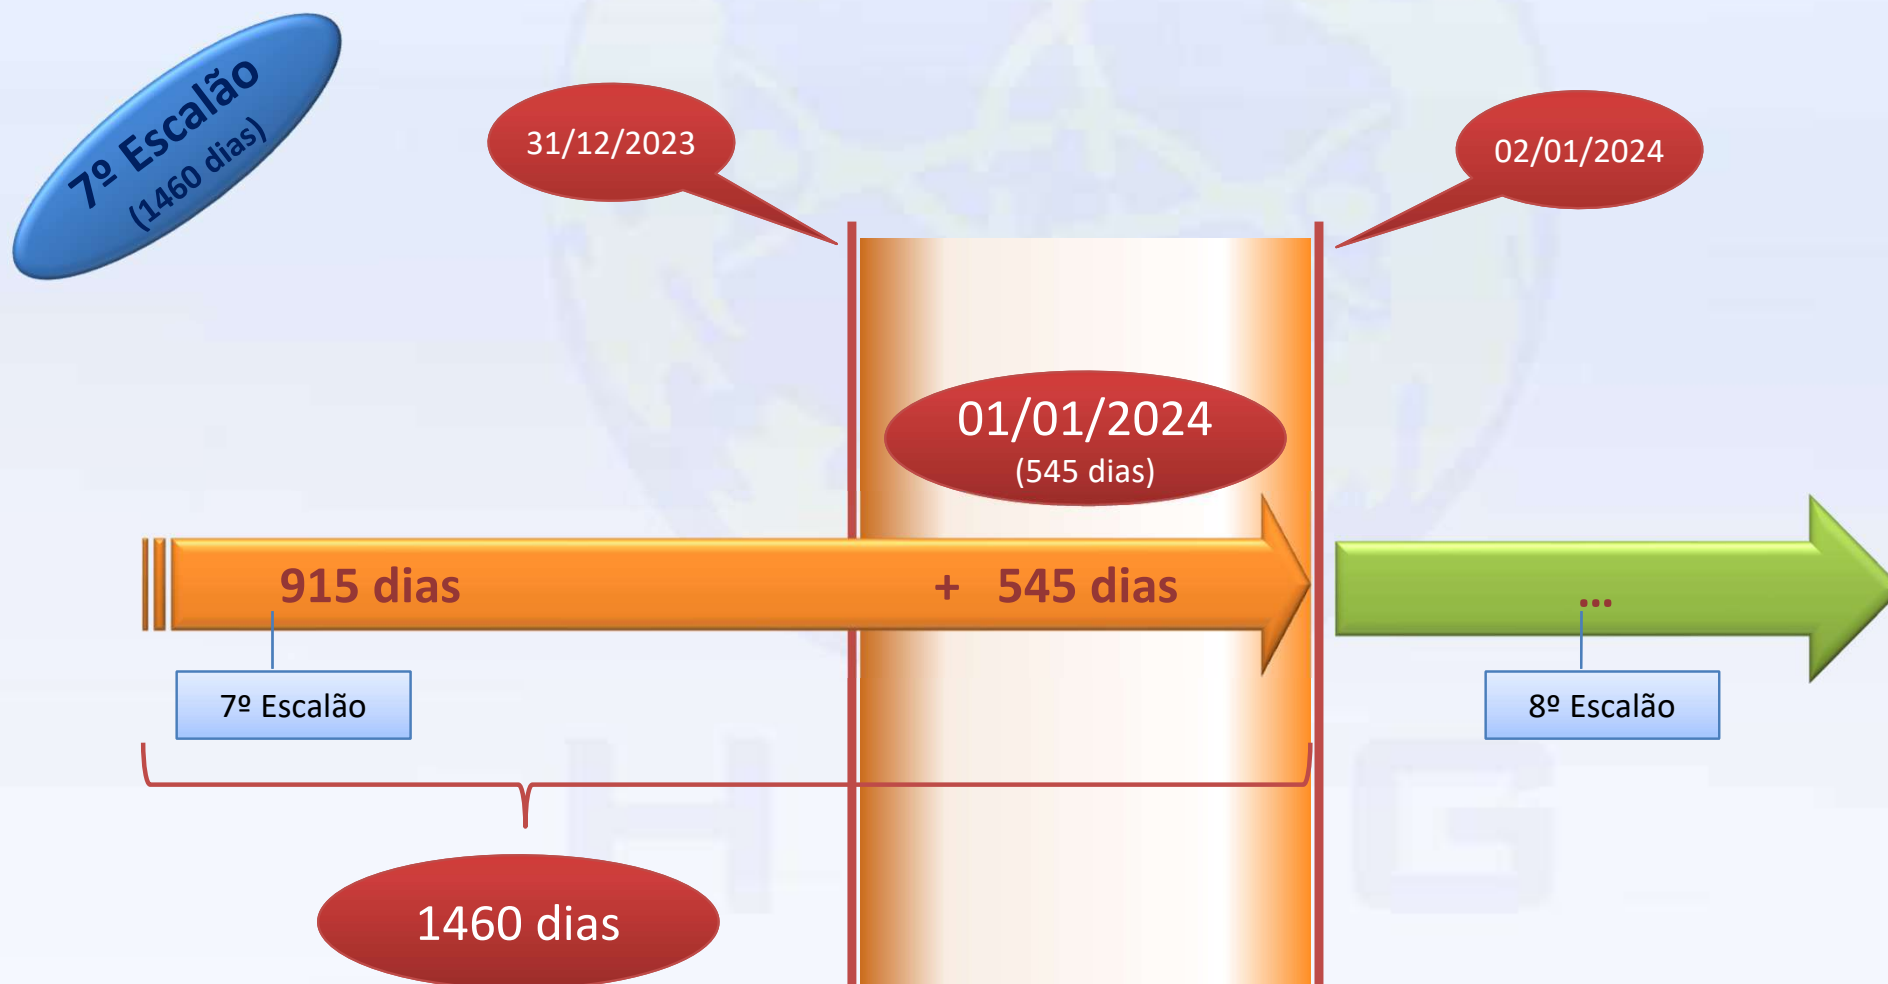 7º Escalão
(1460 dias)
31/12/2023
02/01/2024
01/01/2024
(545 dias)
915 dias
+ 545 dias
...
7º Escalão
8º Escalão
1460 dias
H G